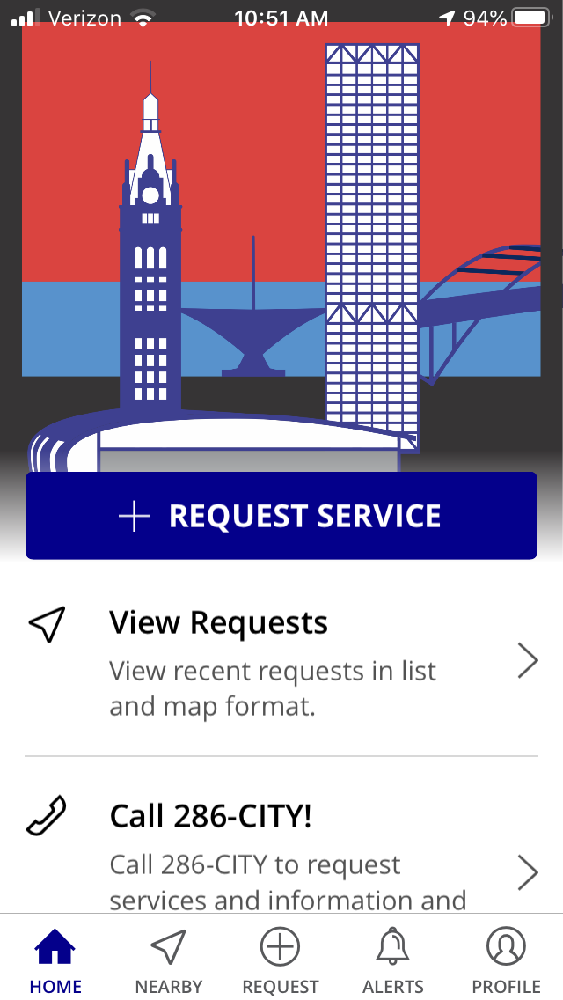 Verizon 10:51 AM 94%
REQUEST SERVICE
View Requests
View recent requests in list
and map format.
Call 286-CITY!
Call 286-CITY to request
services and information and
HOME NEARBY REQUEST ALERTS PROFILE